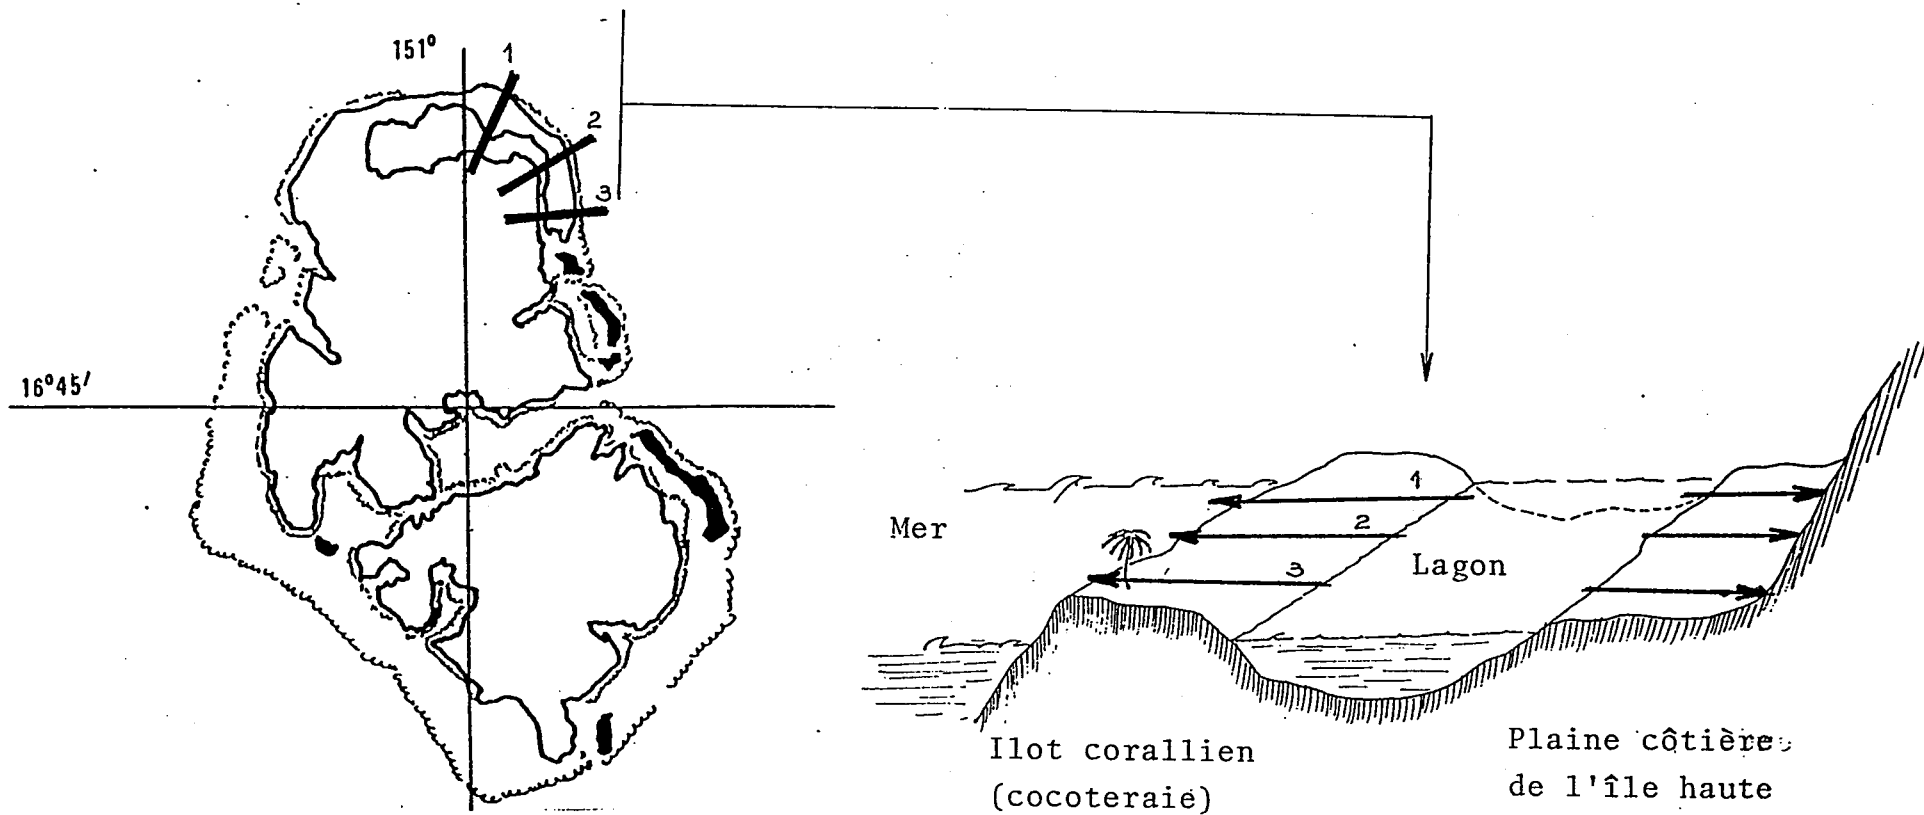 151°
1
2
3
16°45'
1
2
3
Mer
Lagon
Ilot corallien
(cocoteraie)
Plaine côtière
de l'île haute